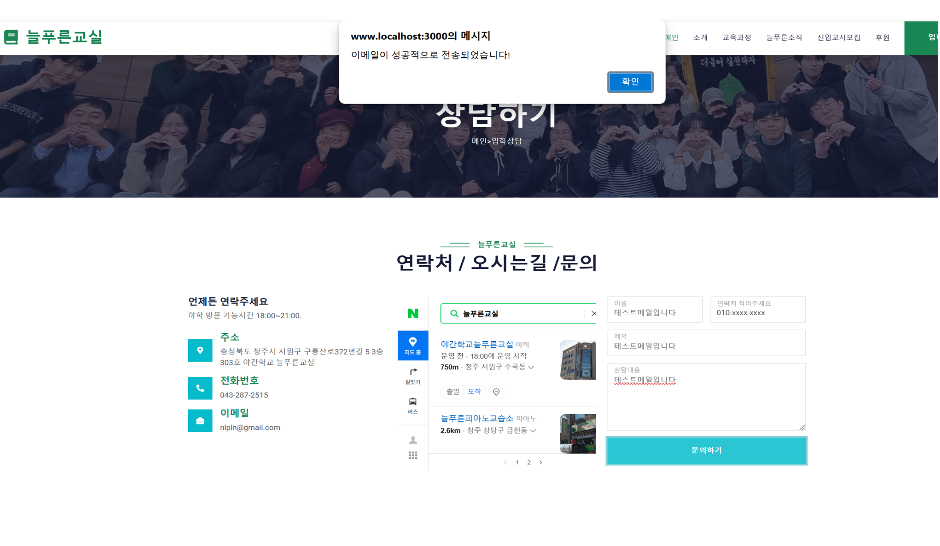 늘푸른교실
www.localhost:3000의 메시지
이메일이 성공적으로 전송되었습니다!
확인
메인 소개 교육과정 늘푸른소식 신입교사모집 후원
상담하기
메인>입학상담
늘푸른교실
연락처 / 오시는길 /문의
언제든 연락주세요
야학 방문 가능시간 18:00~21:00.
주소
충청북도 청주시 서원구 구룡산로372번길 5 3층
303호 야간학교 늘푸른교실
전화번호
043-287-2515
이메일
nlpln@gmail.com
N
늘푸른교실
지도 홈
길찾기
버스
야간학교늘푸른교실 야학
운영 전 · 18:00에 운영 시작
750m · 청주 서원구 수곡동
출발 도착
늘푸른피아노교습소 피아노
2.6km · 청주 상당구 금천동
< 1 2 >
이름
테스트메일입니다
연락처 적어주세요
010-xxxx-xxxx
제목
테스트메일입니다
상담내용
테스트메일입니다
문의하기